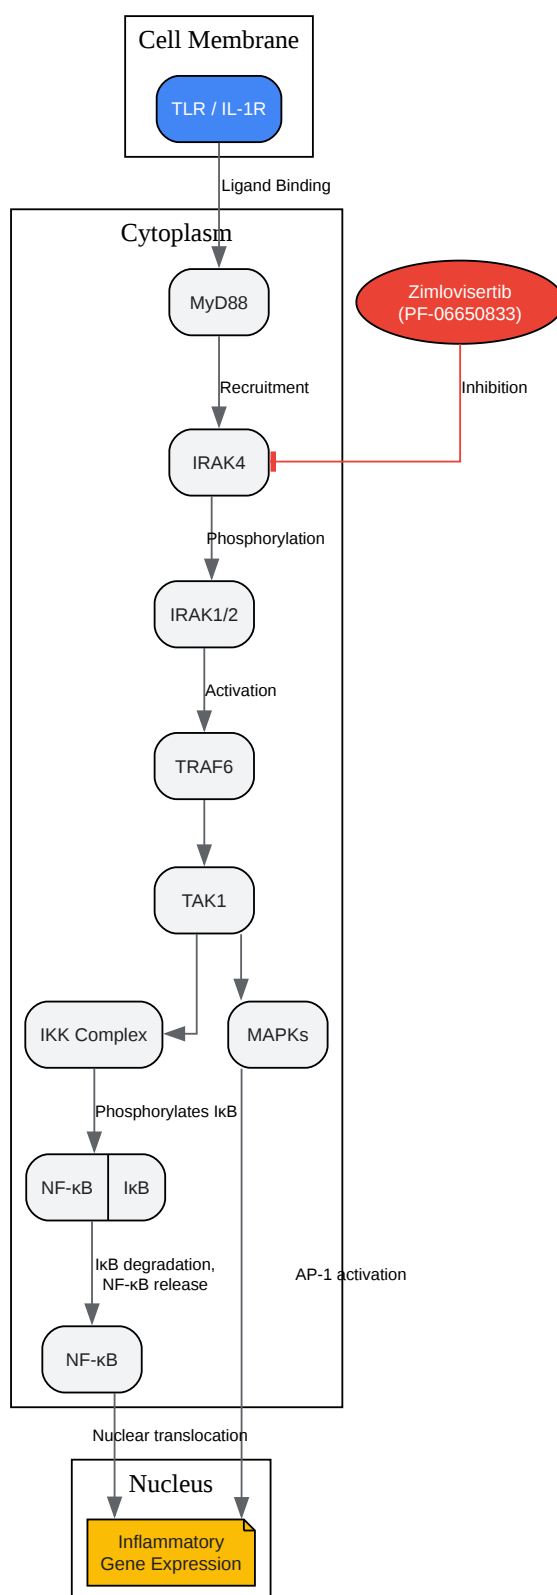 Cell Membrane
TLR / IL-1R
Ligand Binding
Cytoplasm
MyD88
Zimlovisertib
(PF-06650833)
Recruitment
Inhibition
IRAK4
Phosphorylation
IRAK1/2
Activation
TRAF6
TAK1
IKK Complex
MAPKs
Phosphorylates IκB
NF-κB
IκB
IκB degradation,
NF-κB release
AP-1 activation
NF-κB
Nuclear translocation
Nucleus
Inflammatory
Gene Expression